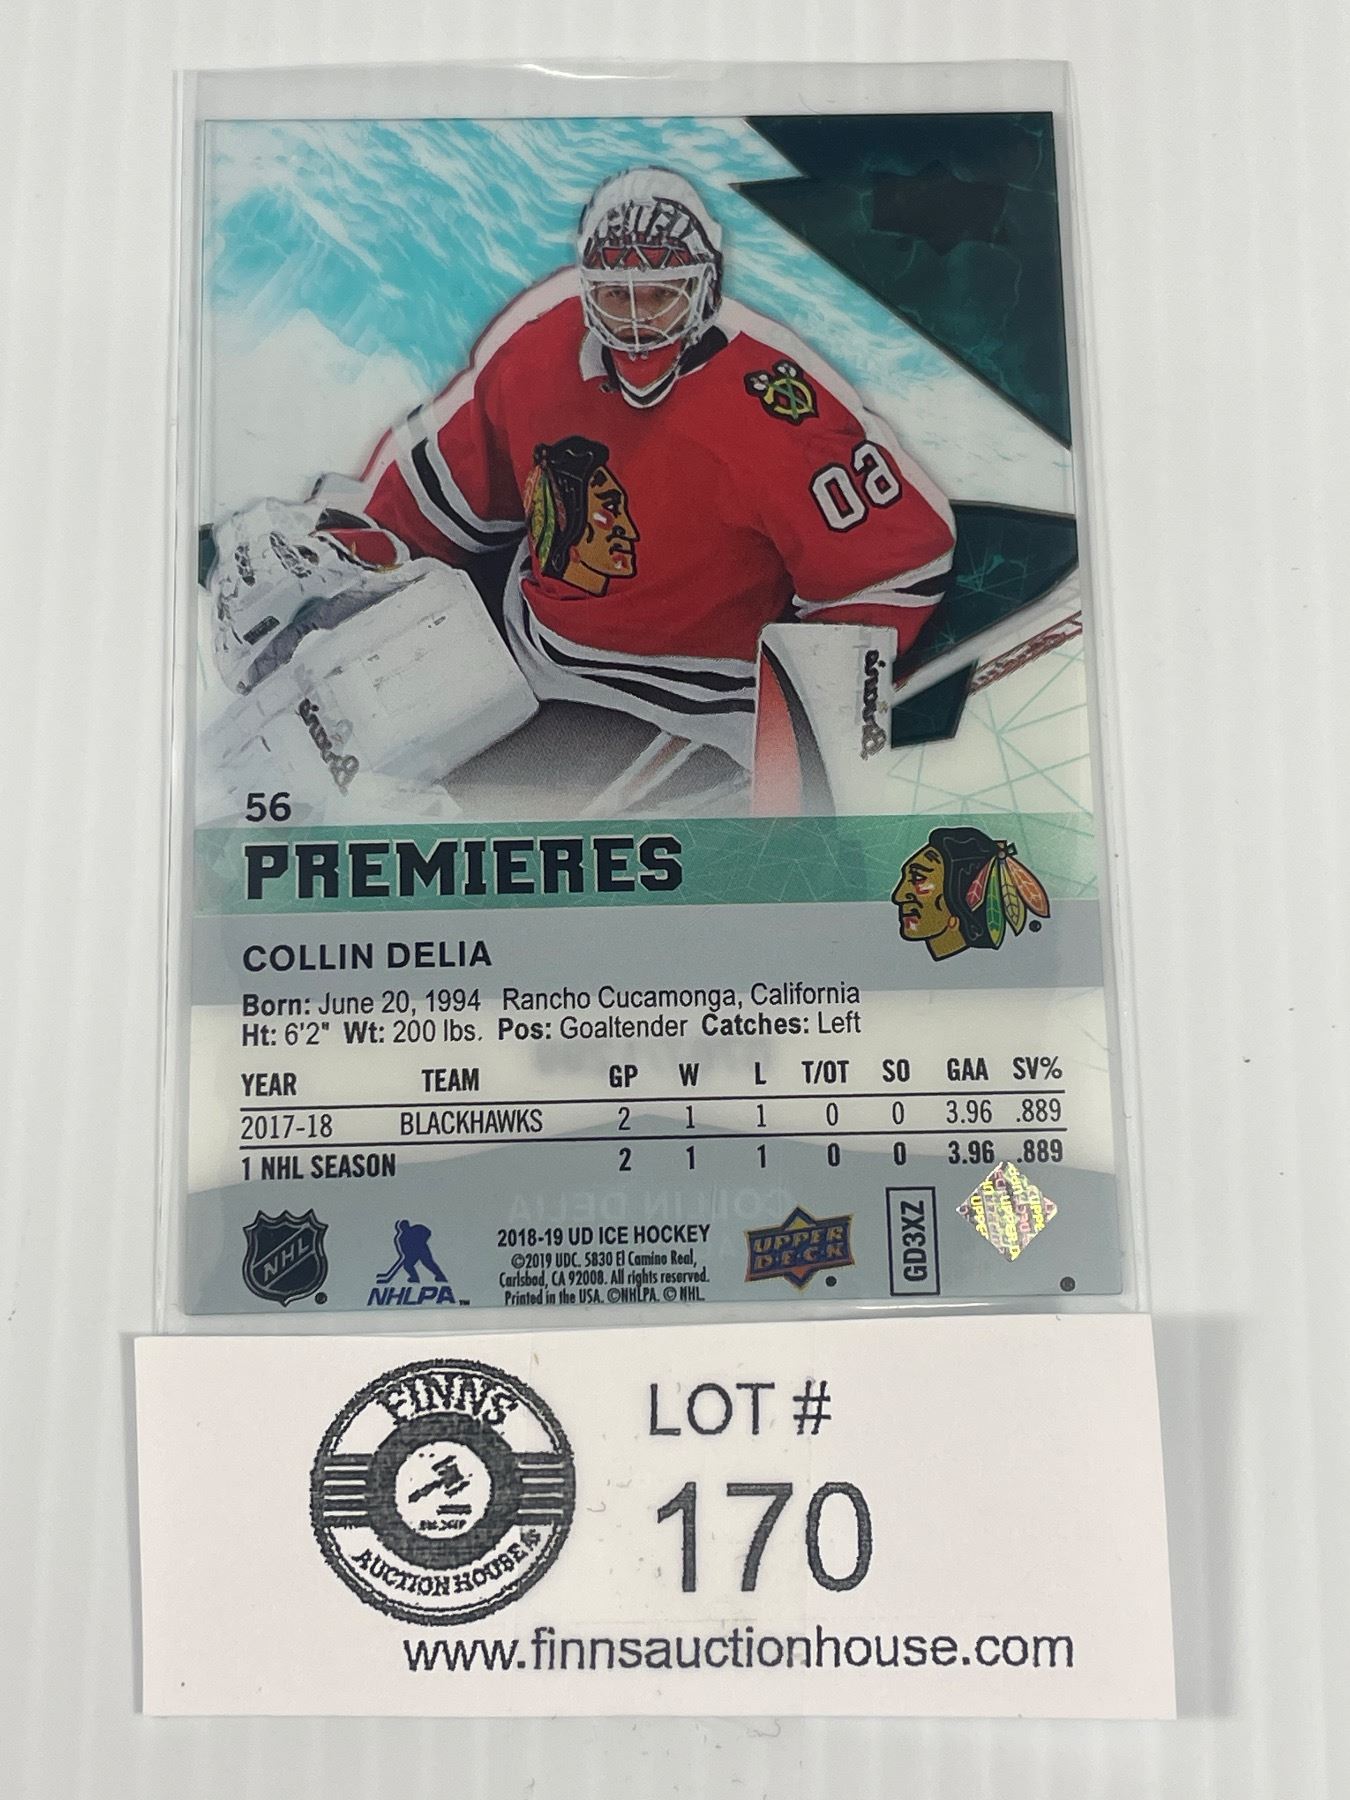 60
56
PREMIERES
COLLIN DELIA
Born: June 20, 1994 Rancho Cucamonga, California
Ht: 6'2" Wt: 200 lbs. Pos: Goaltender Catches: Left
YEAR TEAM GP W L T/OT SO GAA SV%
2017-18 BLACKHAWKS 2 1 1 0 0 3.96 .889
1 NHL SEASON 2 1 1 0 0 3.96 .889
NHL
NHLPA™
2018-19 UD ICE HOCKEY
©2019 UDC. 5830 El Camino Real,
Carlsbad, CA 92008. All rights reserved.
Printed in the USA. ©NHLPA. © NHL.
UPPER
DECK
GD3XZ
FINNS
AUCTION HOUSE
LOT #
170
www.finnsauctionhouse.com